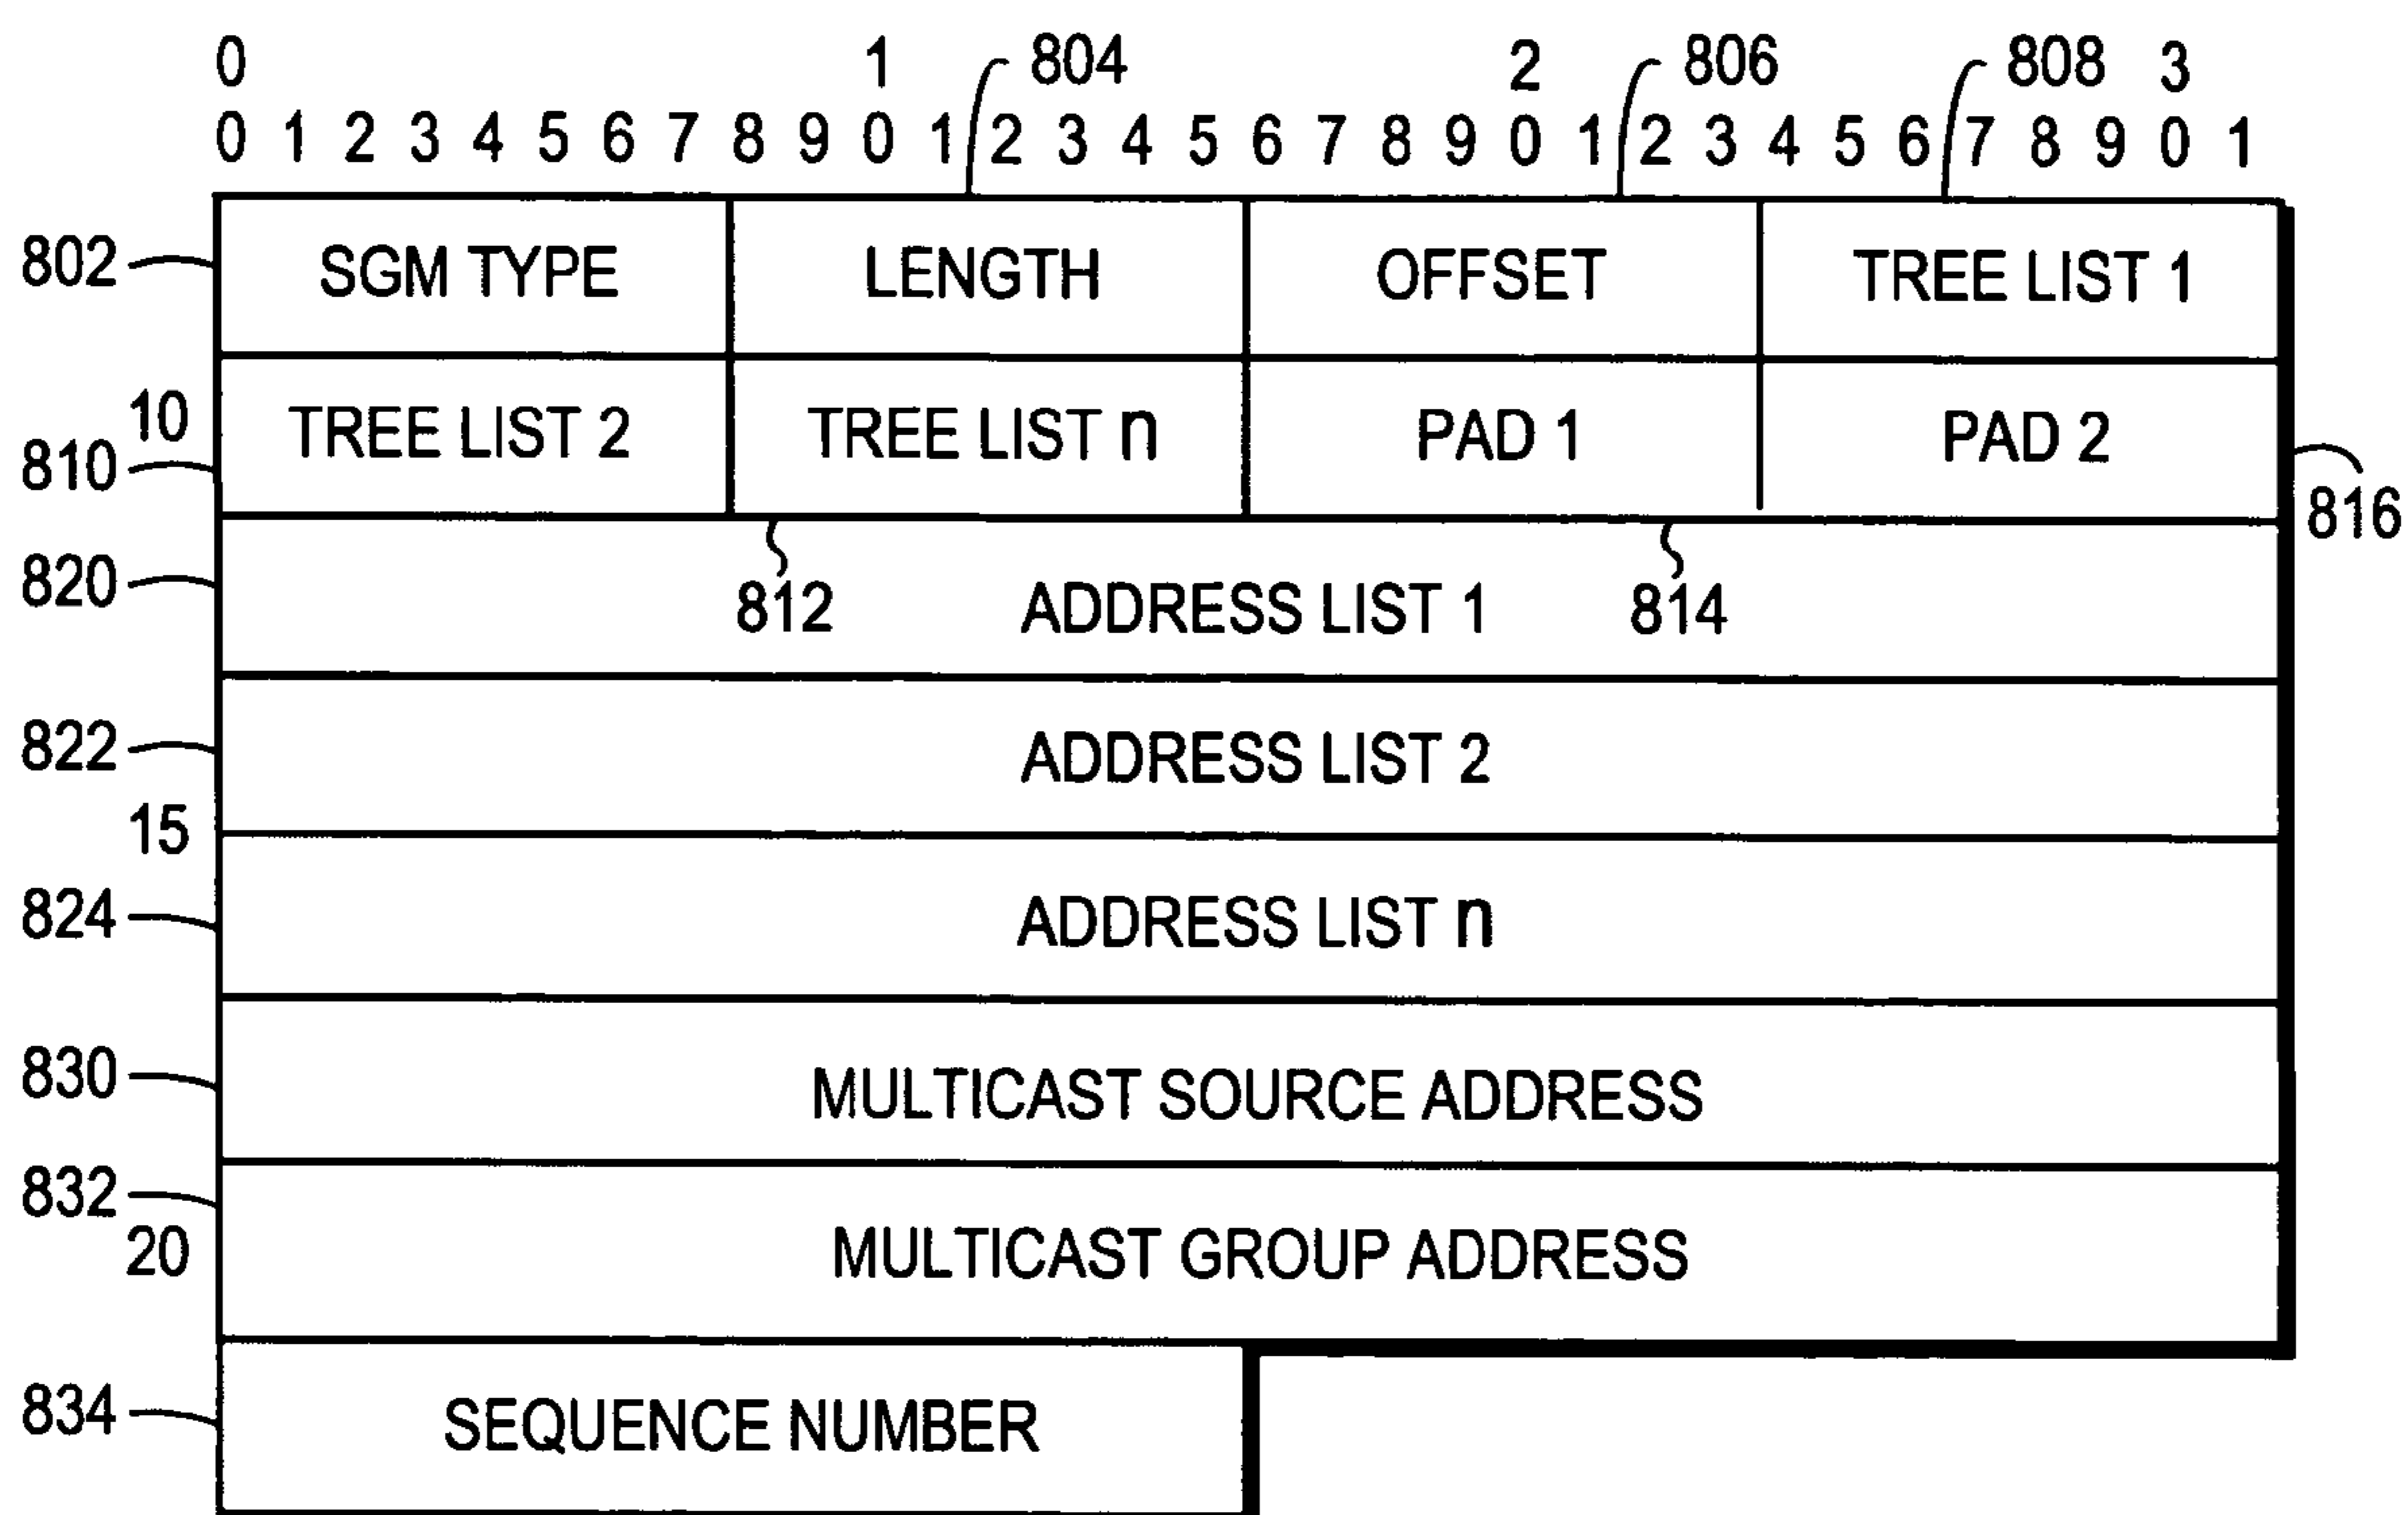 0 1 804 2 806 808 3
0 1 2 3 4 5 6 7 8 9 0 1 2 3 4 5 6 7 8 9 0 1 2 3 4 5 6 7 8 9 0 1
802 SGM TYPE LENGTH OFFSET TREE LIST 1
10 TREE LIST 2 TREE LIST n PAD 1 PAD 2
810 816
820 812 ADDRESS LIST 1 814
822 ADDRESS LIST 2
15
824 ADDRESS LIST n
830 MULTICAST SOURCE ADDRESS
832
20 MULTICAST GROUP ADDRESS
834 SEQUENCE NUMBER